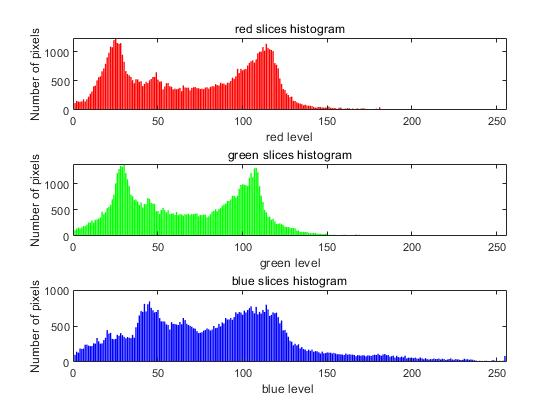 red slices histogram
Number of pixels
1000
500
0
0 50 100 150 200 250
red level
green slices histogram
Number of pixels
1000
500
0
0 50 100 150 200 250
green level
blue slices histogram
Number of pixels
1000
500
0
0 50 100 150 200 250
blue level